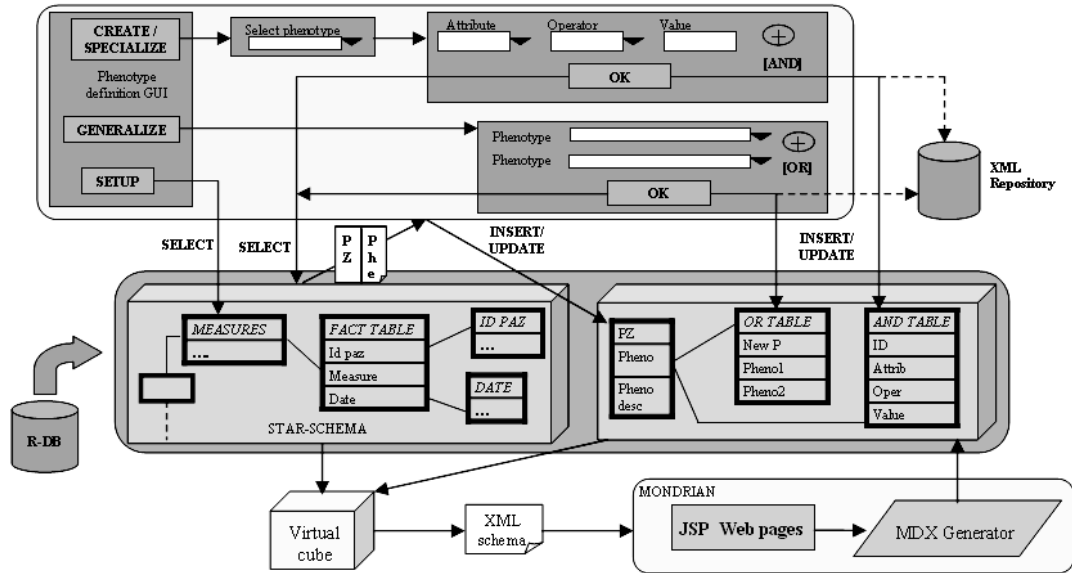 CREATE /
SPECIALIZE
Select phenotype
Attribute
Operator
Value
[AND]
OK
Phenotype
definition GUI
GENERALIZE
Phenotype
Phenotype
[OR]
SETUP
OK
XML
Repository
SELECT
SELECT
P
Z
P
h
e
INSERT/
UPDATE
INSERT/
UPDATE
MEASURES
....
FACT TABLE
Id paz
Measure
Date
ID PAZ
...
DATE
...
STAR-SCHEMA
PZ
Pheno
Pheno
desc
OR TABLE
New P
Pheno1
Pheno2
AND TABLE
ID
Attrib
Oper
Value
R-DB
Virtual
cube
XML
schema
MONDRIAN
JSP Web pages
MDX Generator